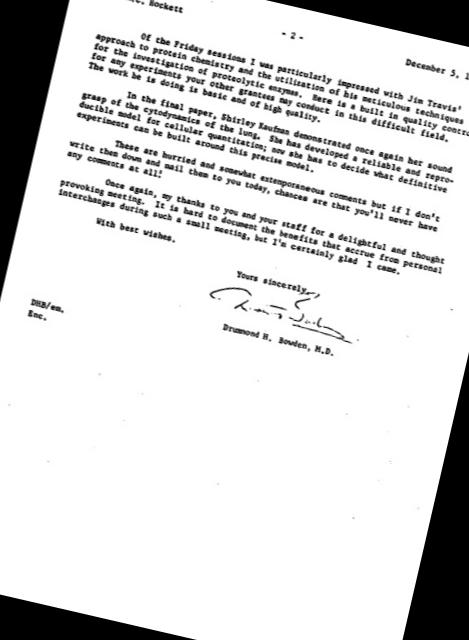 Hockett
- 2 -
December 5,
Of the Friday sessions I was particularly impressed with Jim Travis'
approach to protein chemistry and the utilization of his meticulous techniques
for the investigation of proteolytic enzymes. Here is a built in quality contro
for any experiments your other grantees may conduct in this difficult field.
The work he is doing is basic and of high quality.
In the final paper, Shirley Kaufman demonstrated once again her sound
grasp of the cytodynamics of the lung. She has developed a reliable and repro-
ducible model for cellular quantitation; now she has to decide what definitive
experiments can be built around this precise model.
These are hurried and somewhat extemporaneous comments but if I don't
write them down and mail them to you today, chances are that you'll never have
any comments at all!
Once again, my thanks to you and your staff for a delightful and thought
provoking meeting. It is hard to document the benefits that accrue from personal
interchanges during such a small meeting, but I'm certainly glad I came.
With best wishes.
Yours sincerely,
Drummond H. Bowden, M.D.
DHB/em.
Enc.